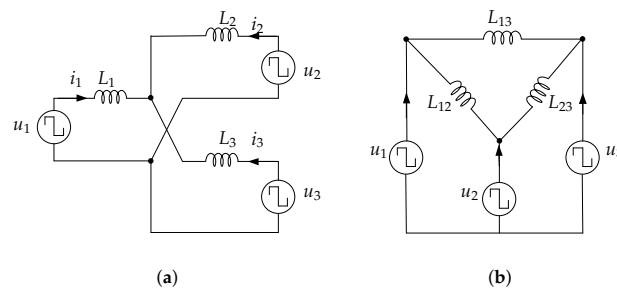 L₂
i₂
u₂
i₁
L₁
u₁
L₃
i₃
u₃
(a)
L₁₃
L₁₂
L₂₃
u₁
u₂
(b)